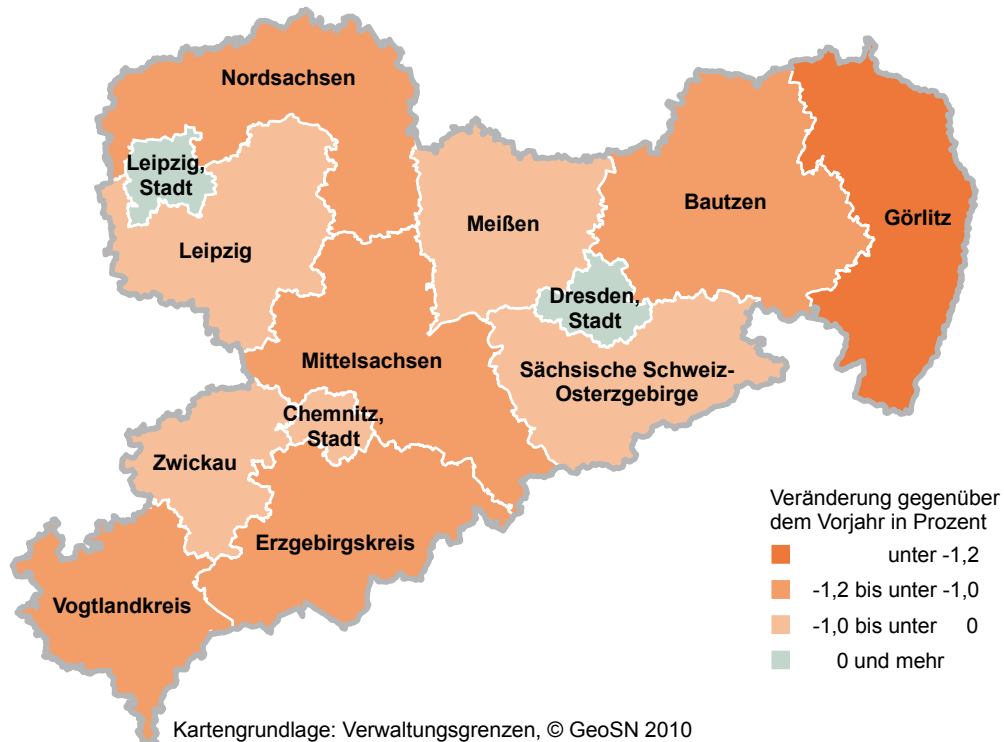 Nordsachsen
Leipzig,
Stadt
Leipzig
Meißen
Bautzen
Görlitz
Dresden,
Stadt
Mittelsachsen
Sächsische Schweiz-
Osterzgebirge
Chemnitz,
Stadt
Zwickau
Erzgebirgskreis
Vogtlandkreis
Veränderung gegenüber
dem Vorjahr in Prozent
unter -1,2
-1,2 bis unter -1,0
-1,0 bis unter 0
0 und mehr
Kartengrundlage: Verwaltungsgrenzen, © GeoSN 2010